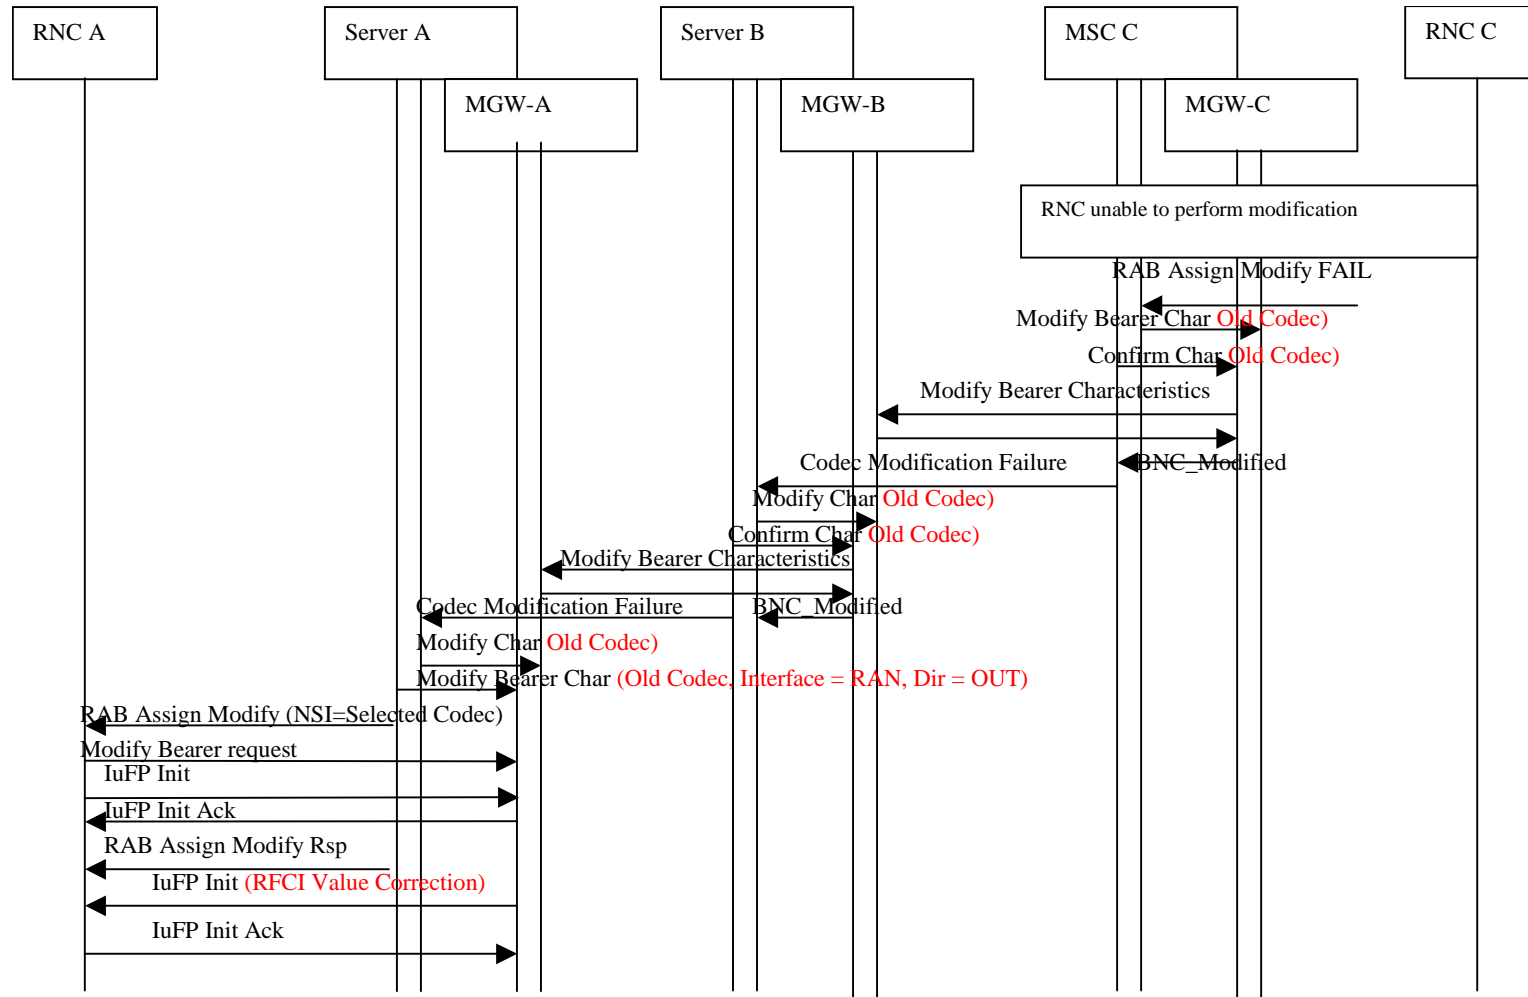 RNC A
Server A
Server B
MSC C
RNC C
MGW-A
MGW-B
MGW-C
RNC unable to perform modification
RAB Assign Modify FAIL
Modify Bearer Char Old Codec)
Confirm Char Old Codec)
Modify Bearer Characteristics
Codec Modification Failure
BNC_Modified
Modify Char Old Codec)
Confirm Char Old Codec)
Modify Bearer Characteristics
Codec Modification Failure
BNC_Modified
Modify Char Old Codec)
Modify Bearer Char (Old Codec, Interface = RAN, Dir = OUT)
RAB Assign Modify (NSI=Selected Codec)
Modify Bearer request
IuFP Init
IuFP Init Ack
RAB Assign Modify Rsp
IuFP Init (RFCI Value Correction)
IuFP Init Ack